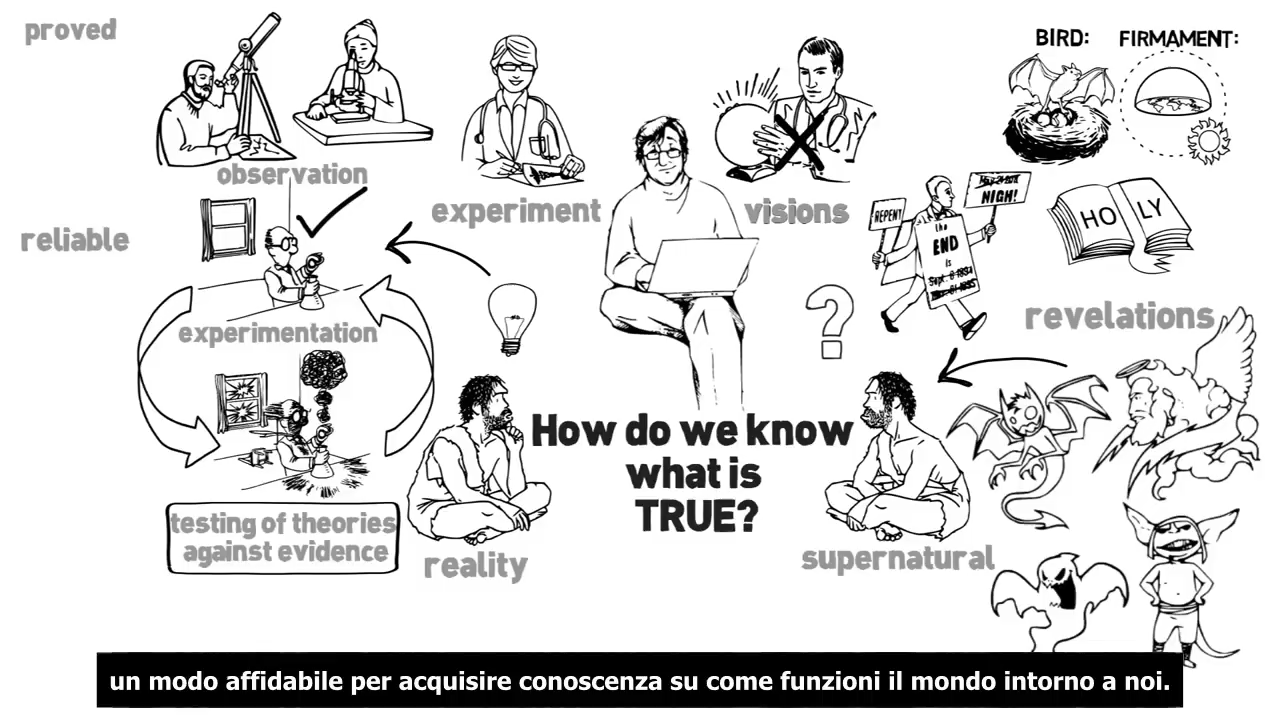 proved
BIRD:
FIRMAMENT:
observation
experiment
visions
REPENT
NIGH!
the
END
is
HO
LY
reliable
experimentation
revelations
How do we know
what is
TRUE?
testing of theories
against evidence
reality
supernatural
un modo affidabile per acquisire conoscenza su come funzioni il mondo intorno a noi.